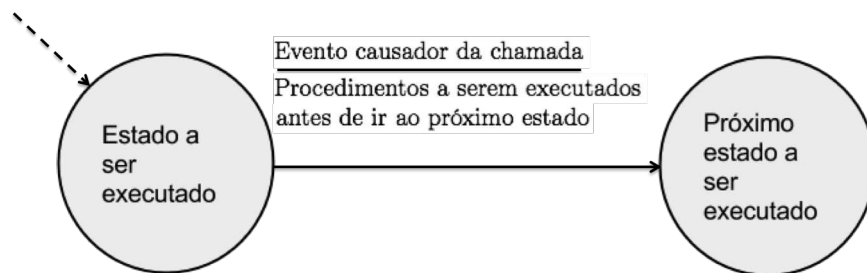 Evento causador da chamada
Procedimentos a serem executados
antes de ir ao próximo estado
Estado a
ser
executado
Próximo
estado a
ser
executado